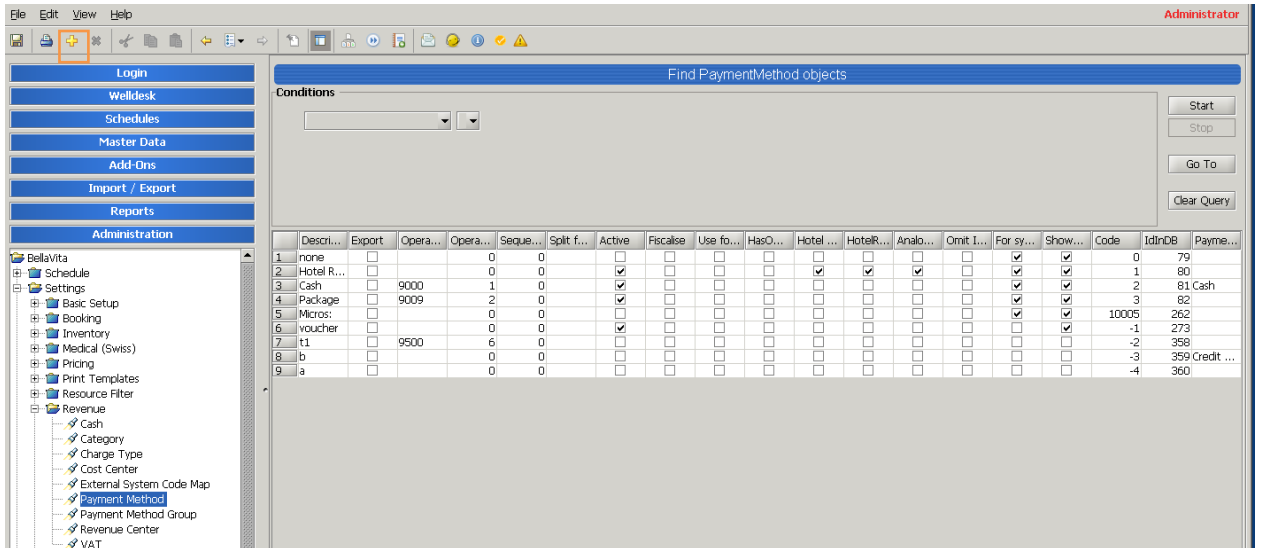 File Edit View Help Administrator
Login
Welldesk
Schedules
Master Data
Add-Ons
Import / Export
Reports
Administration
BellaVita
Schedule
Settings
Basic Setup
Booking
Inventory
Medical (Swiss)
Pricing
Print Templates
Resource Filter
Revenue
Cash
Category
Charge Type
Cost Center
External System Code Map
Payment Method
Payment Method Group
Revenue Center
VAT
Find PaymentMethod objects
Conditions
Start
Stop
Go To
Clear Query
Descri... Export Opera... Opera... Seque... Split f... Active Fiscalise Use fo... HasO... Hotel ... HotelR... Analo... Omit I... For sy... Show... Code IdInDB Payme...
1 none 0 0 0 79
2 Hotel R... 0 0 1 80
3 Cash 9000 1 0 2 81 Cash
4 Package 9009 2 0 3 82
5 Micros: 0 0 10005 262
6 voucher 0 0 -1 273
7 t1 9500 6 0 -2 358
8 b 0 0 -3 359 Credit ...
9 a 0 0 -4 360